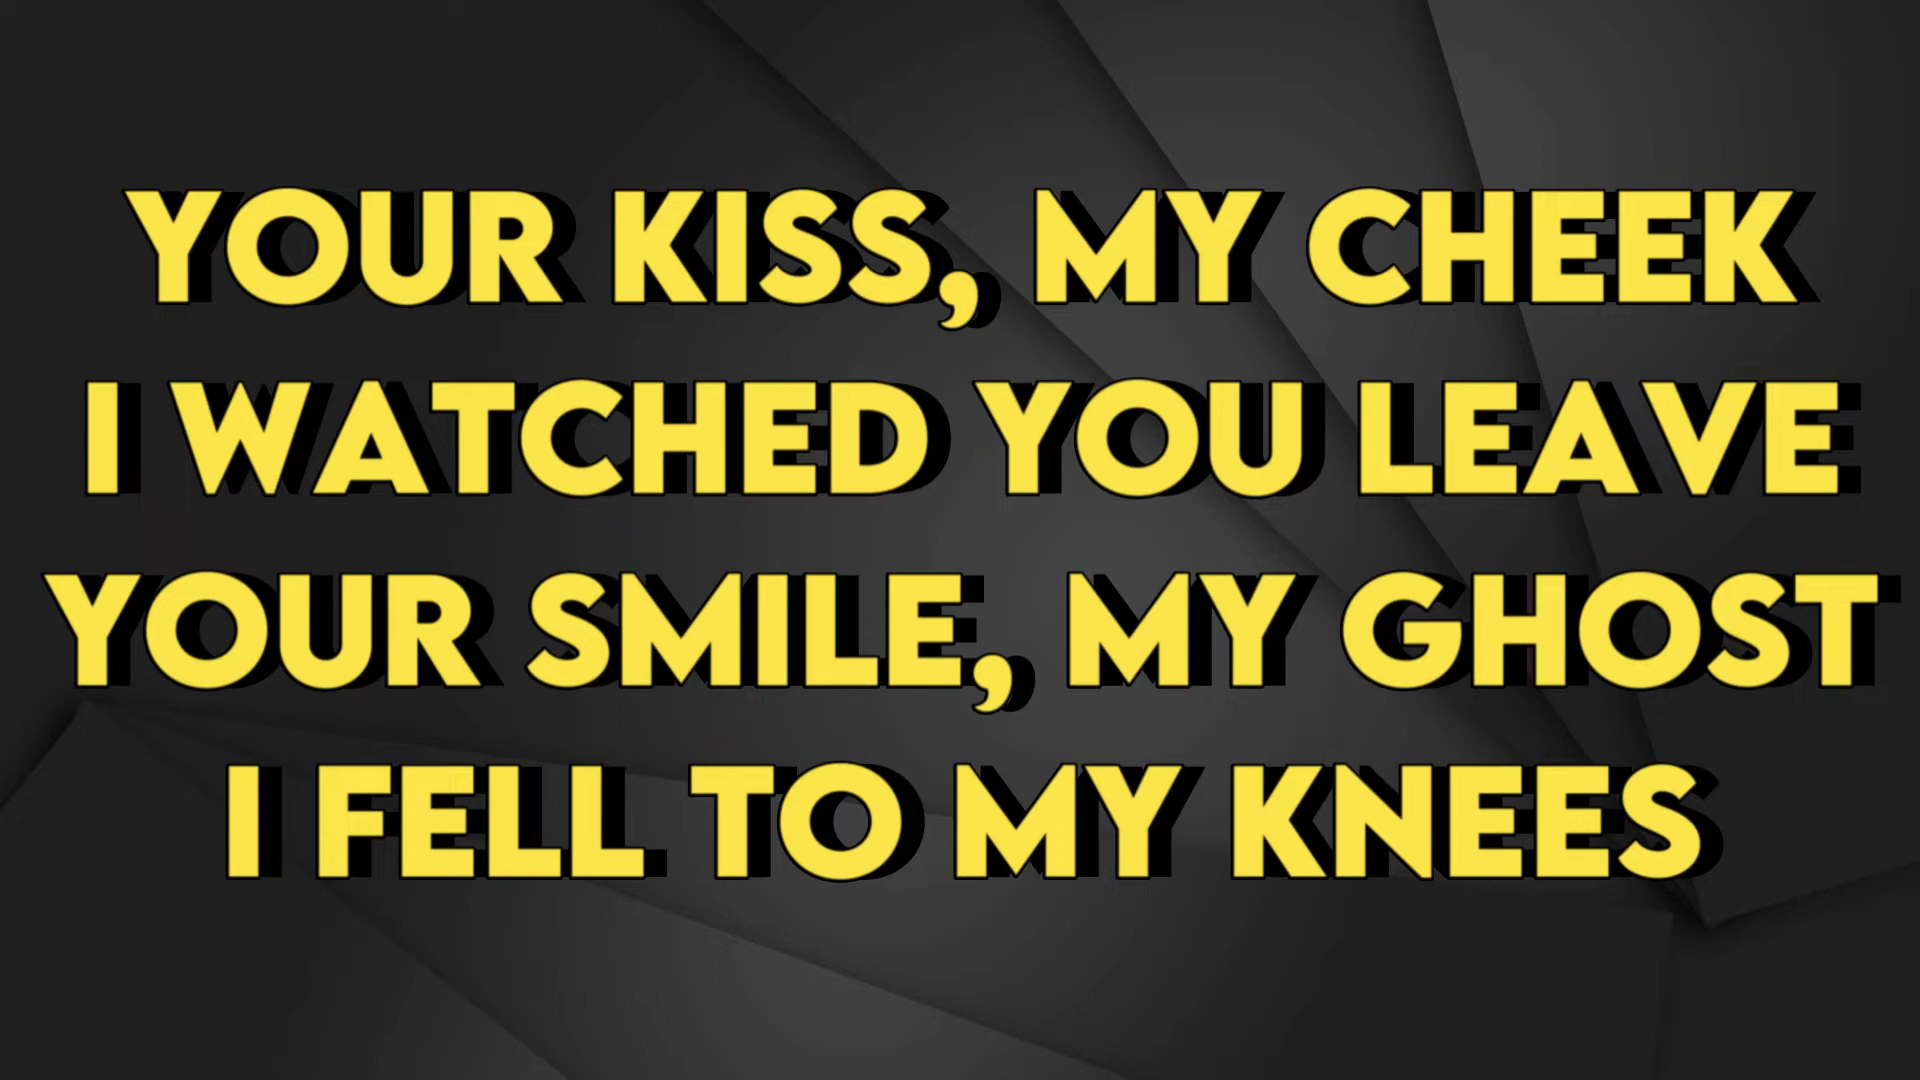 YOUR KISS, MY CHEEK
I WATCHED YOU LEAVE
YOUR SMILE, MY GHOST
I FELL TO MY KNEES